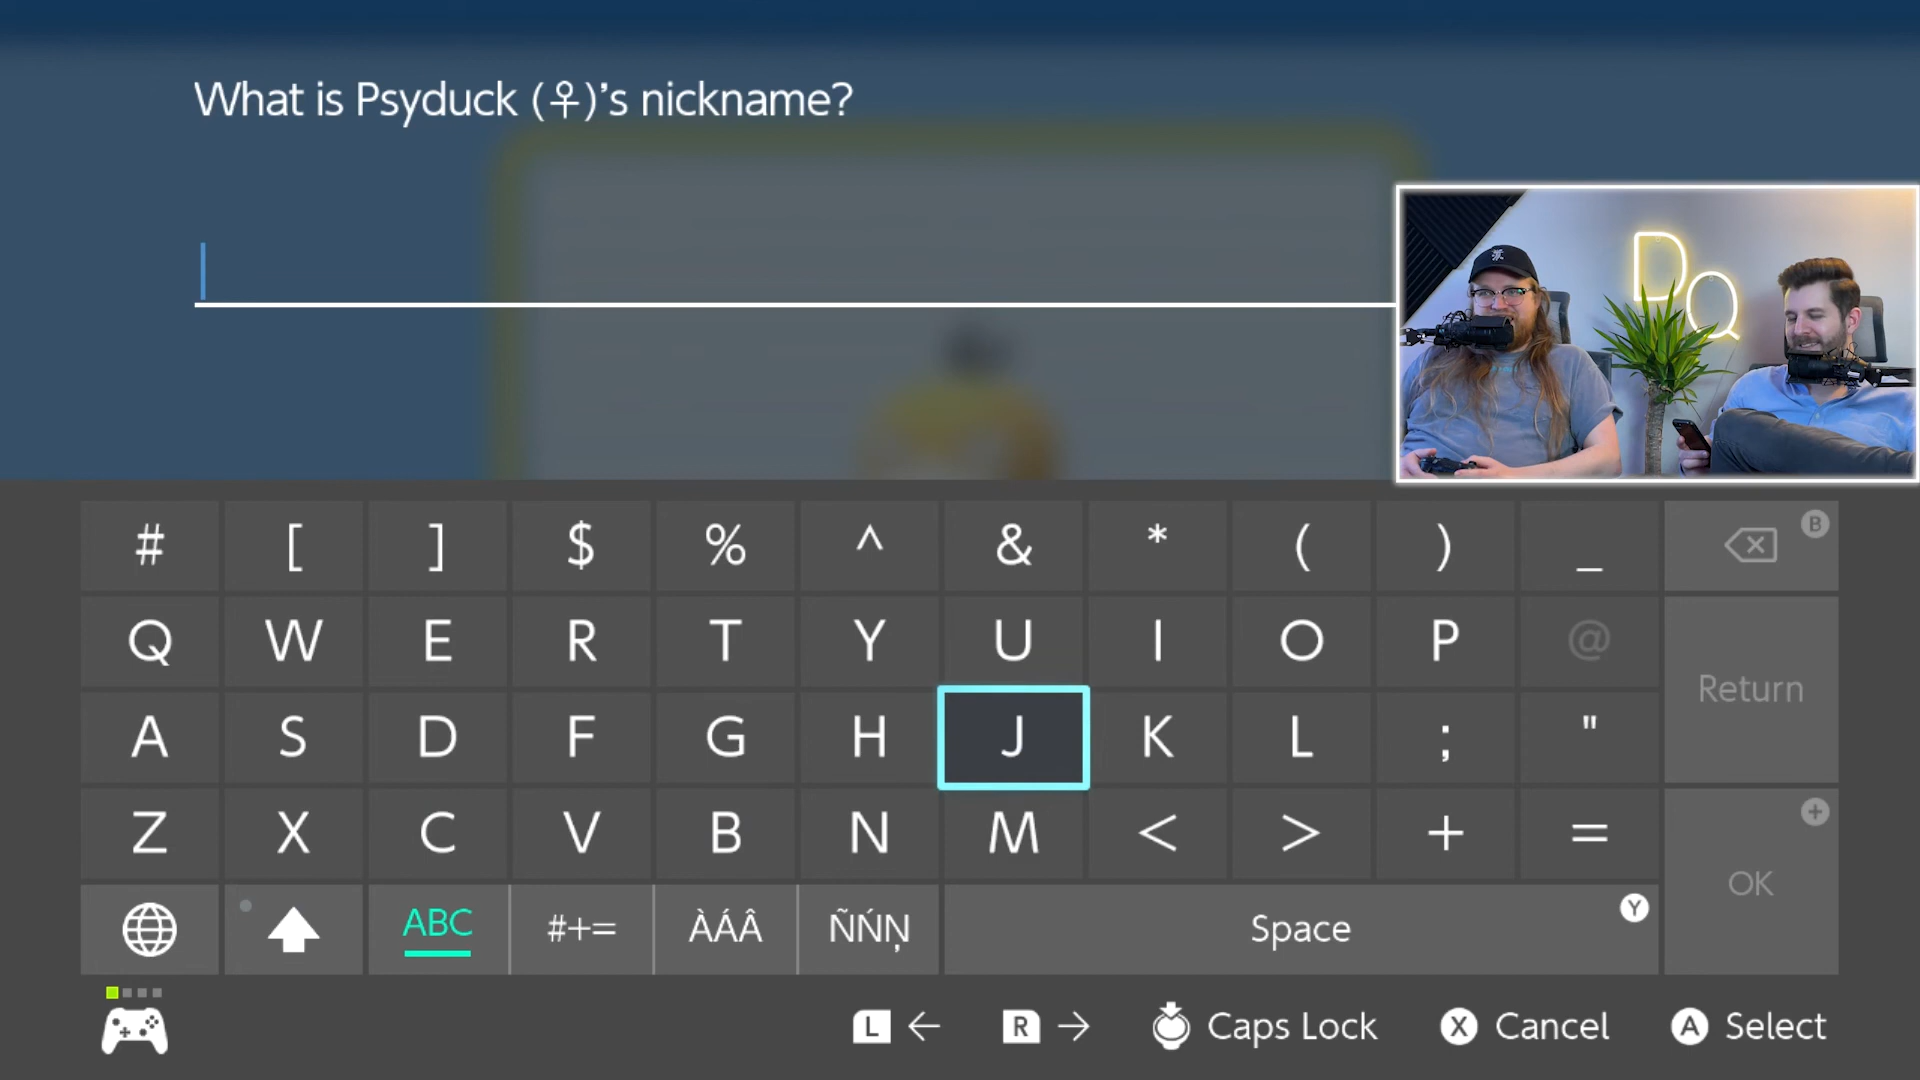 What is Psyduck (♀)'s nickname?
D
Q
# [ ] $ % ^ & * ( ) _ B
Q W E R T Y U I O P @
Return
A S D F G H J K L ; "
Z X C V B N M < > + = +
OK
ABC #+= ÀÁÂ ÑŃŅ Space Y
L ← R → Caps Lock X Cancel A Select